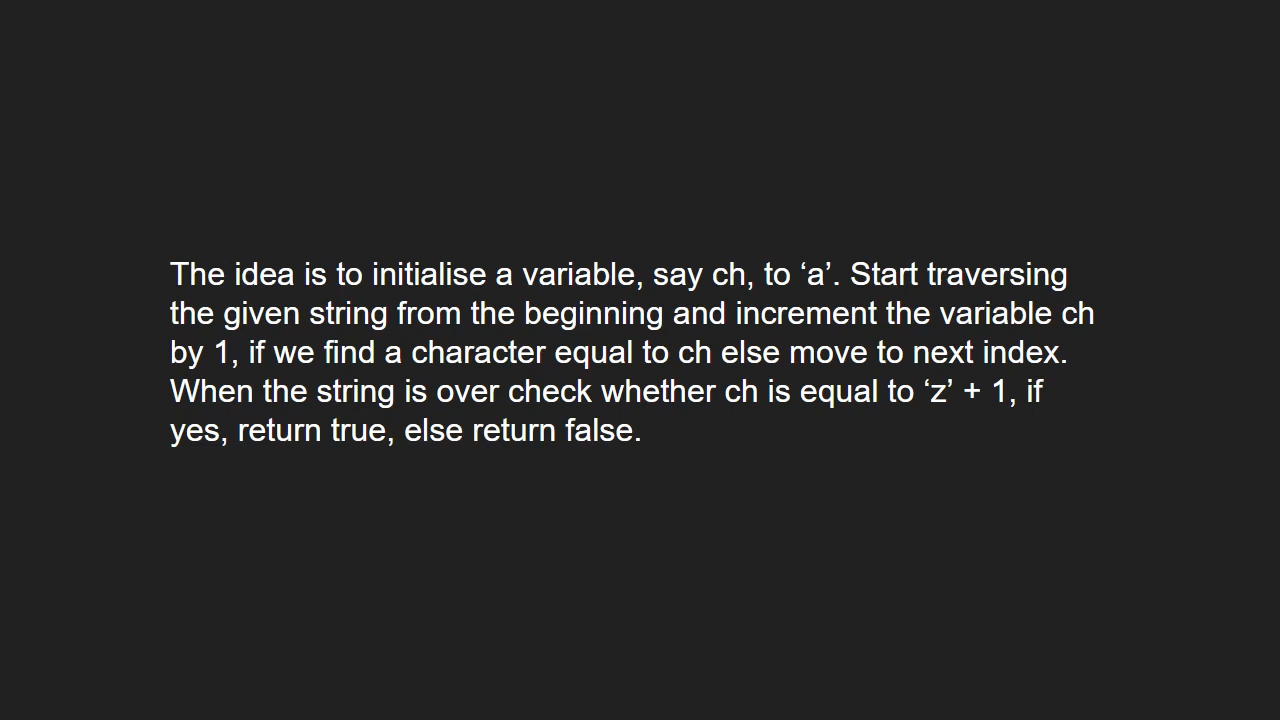 The idea is to initialise a variable, say ch, to ‘a’. Start traversing
the given string from the beginning and increment the variable ch
by 1, if we find a character equal to ch else move to next index.
When the string is over check whether ch is equal to ‘z’ + 1, if
yes, return true, else return false.